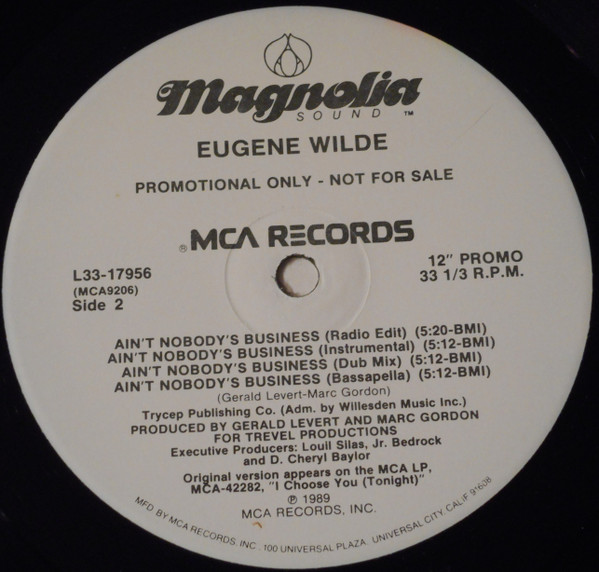 Magnolia
SOUND ™
EUGENE WILDE
PROMOTIONAL ONLY - NOT FOR SALE
® MCA RECORDS
L33-17956
(MCA9206)
Side 2
12" PROMO
33 1/3 R.P.M.
AIN'T NOBODY'S BUSINESS (Radio Edit) (5:20-BMI)
AIN'T NOBODY'S BUSINESS (Instrumental) (5:12-BMI)
AIN'T NOBODY'S BUSINESS (Dub Mix) (5:12-BMI)
AIN'T NOBODY'S BUSINESS (Bassapella) (5:12-BMI)
(Gerald Levert-Marc Gordon)
Trycep Publishing Co. (Adm. by Willesden Music Inc.)
PRODUCED BY GERALD LEVERT AND MARC GORDON
FOR TREVEL PRODUCTIONS
Executive Producers: Louil Silas, Jr. Bedrock
and D. Cheryl Baylor
Original version appears on the MCA LP,
MCA-42282, "I Choose You (Tonight)"
℗ 1989
MCA RECORDS, INC.
MFD. BY MCA RECORDS, INC. 100 UNIVERSAL PLAZA, UNIVERSAL CITY, CALIF. 91608